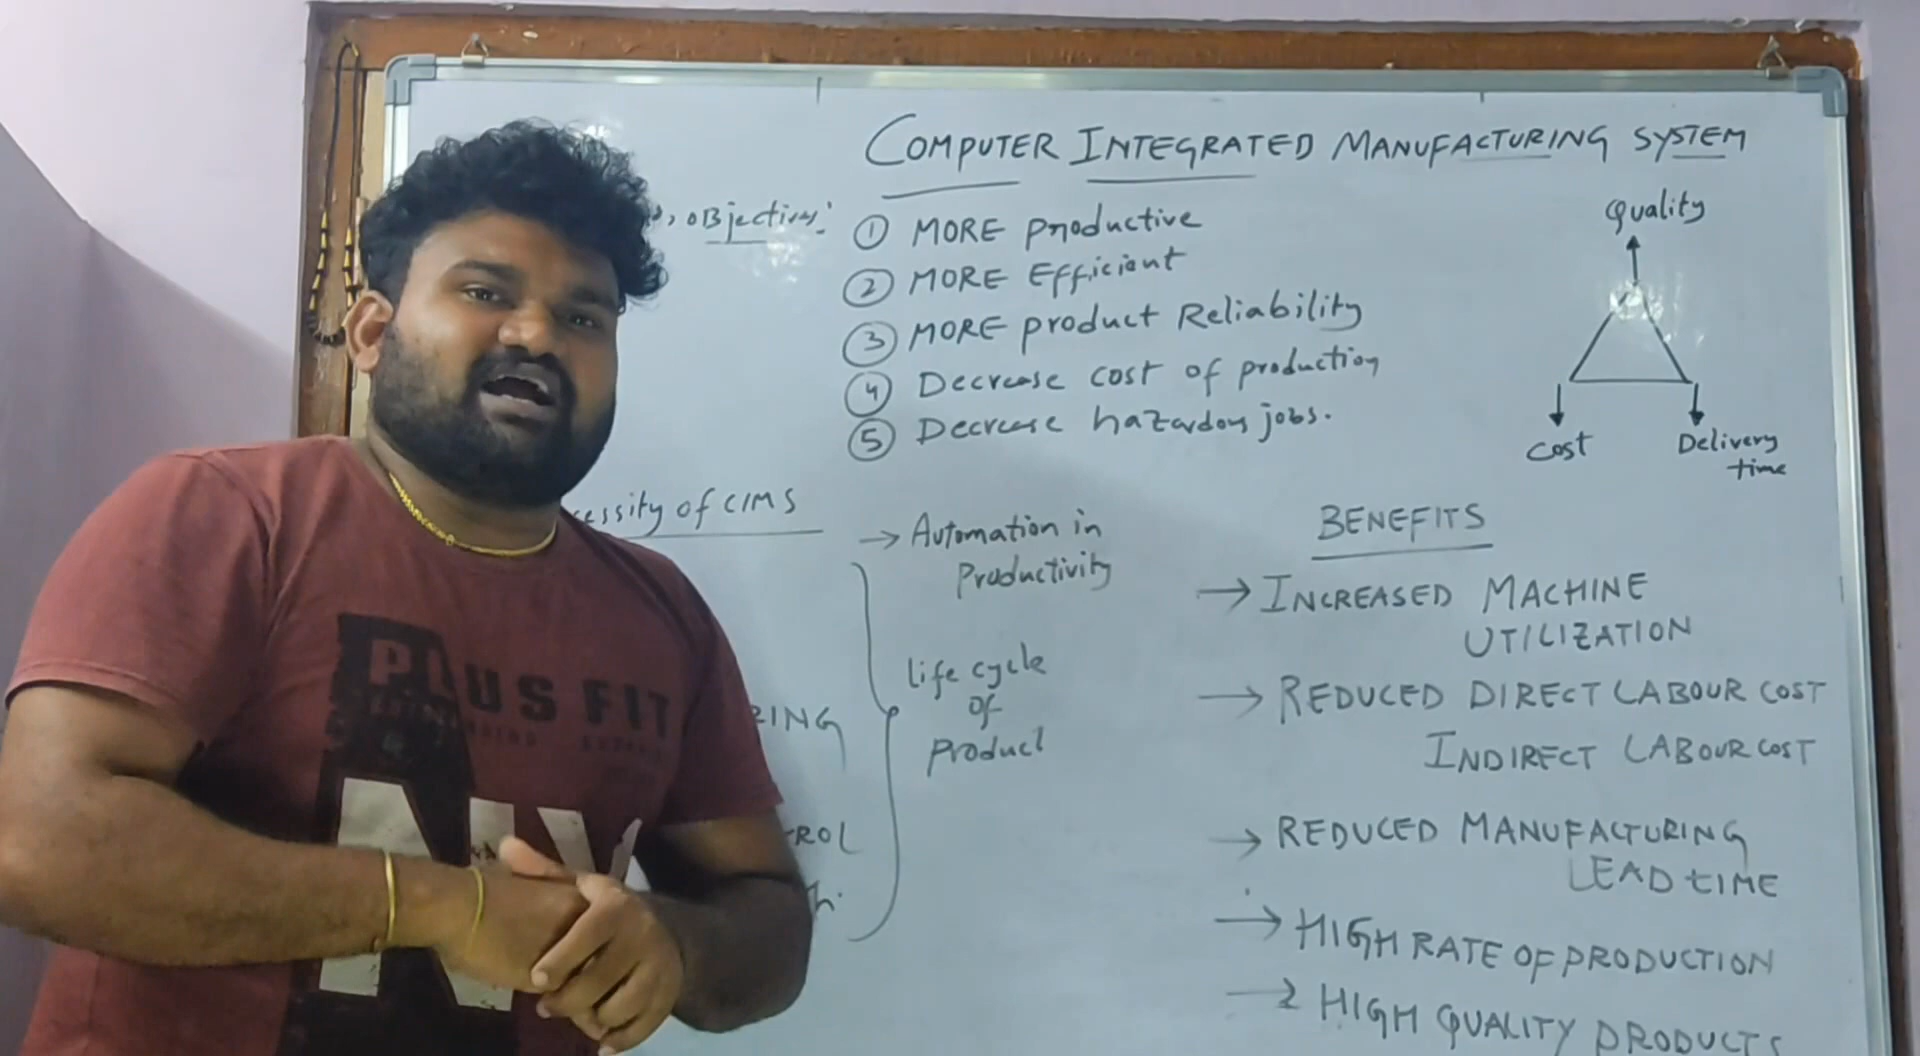 COMPUTER INTEGRATED MANUFACTURING SYSTEM
objectives:
① MORE productive
② MORE Efficient
③ MORE product Reliability
④ Decrease cost of production
⑤ Decrease hazardous jobs.
Quality
Cost
Delivery
time
cessity of CIMS
→ Automation in
Productivity
life cycle
of
Product
RING
ROL
BENEFITS
→ INCREASED MACHINE
UTILIZATION
→ REDUCED DIRECT LABOUR COST
INDIRECT LABOUR COST
→ REDUCED MANUFACTURING
LEAD TIME
→ HIGH RATE OF PRODUCTION
→ HIGH QUALITY PRODUCTS
PLUS FIT
NY